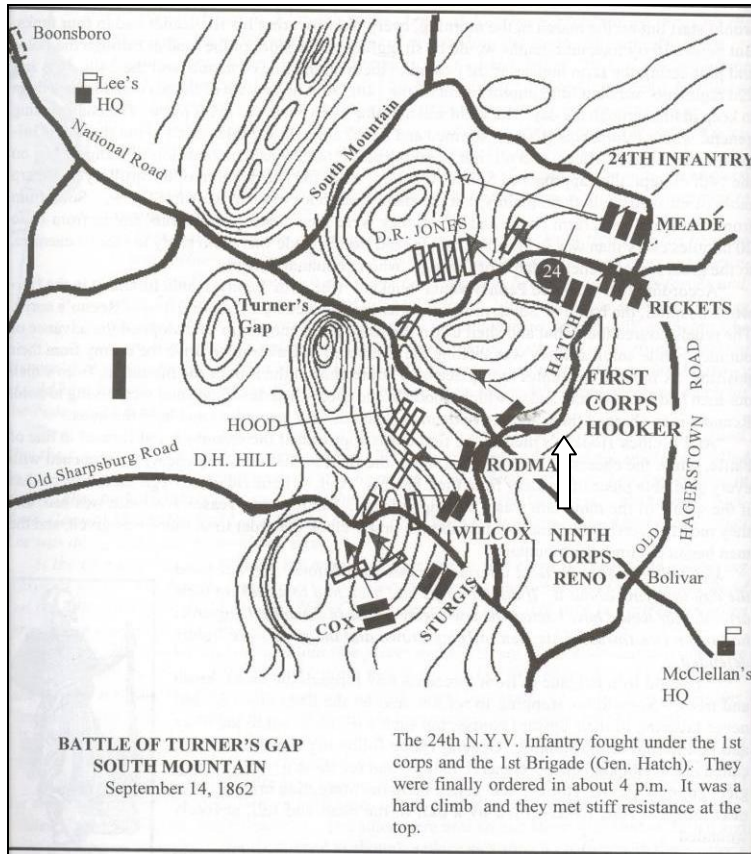 Boonsboro
Lee's
HQ
National Road
South Mountain
24TH INFANTRY
MEADE
D.R. JONES
24
RICKETS
Turner's
Gap
HATCH
FIRST
CORPS
HOOKER
HOOD
D.H. HILL
RODMA
Old Sharpsburg Road
WILCOX
NINTH
CORPS
RENO
OLD HAGERSTOWN ROAD
Bolivar
COX
STURGIS
McClellan's
HQ
BATTLE OF TURNER'S GAP
SOUTH MOUNTAIN
September 14, 1862
The 24th N.Y.V. Infantry fought under the 1st
corps and the 1st Brigade (Gen. Hatch). They
were finally ordered in about 4 p.m. It was a
hard climb and they met stiff resistance at the
top.